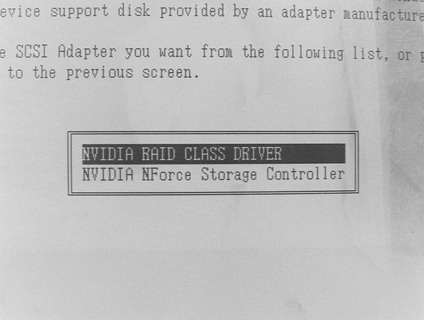 evice support disk provided by an adapter manufacture
e SCSI Adapter you want from the following list, or
to the previous screen.
NVIDIA RAID CLASS DRIVER
NVIDIA NForce Storage Controller